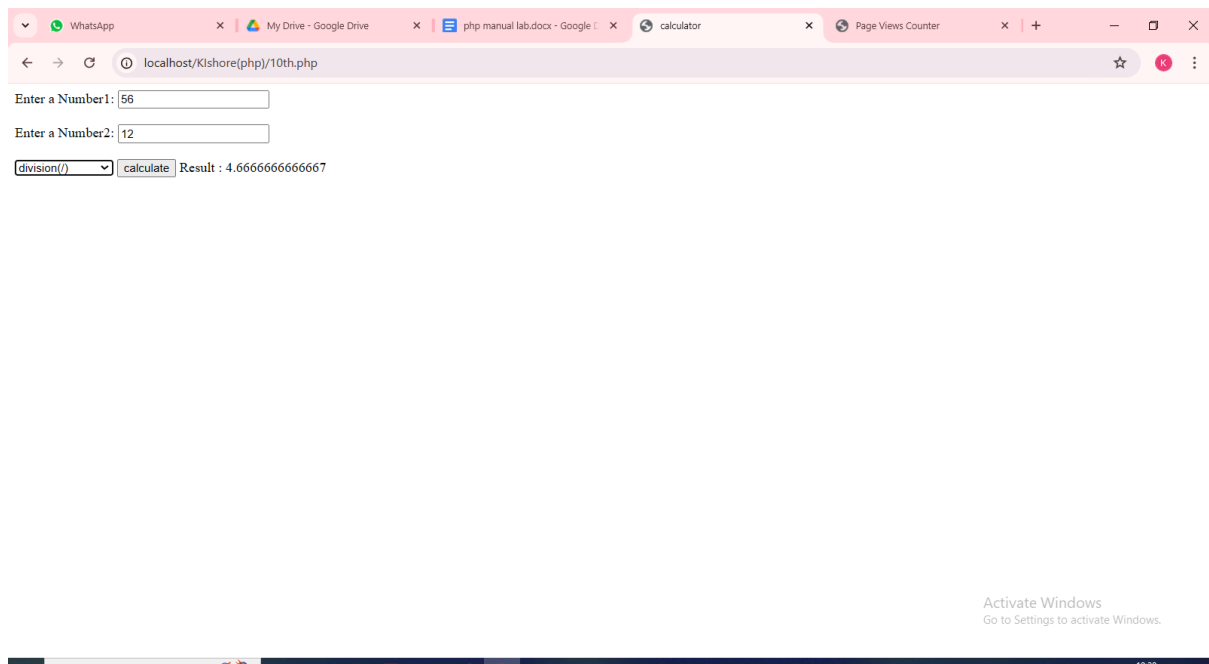 WhatsApp
My Drive - Google Drive
php manual lab.docx - Google D
calculator
Page Views Counter
localhost/KIshore(php)/10th.php
K
Enter a Number1: 56
Enter a Number2: 12
division(/) calculate Result : 4.6666666666667
Activate Windows
Go to Settings to activate Windows.